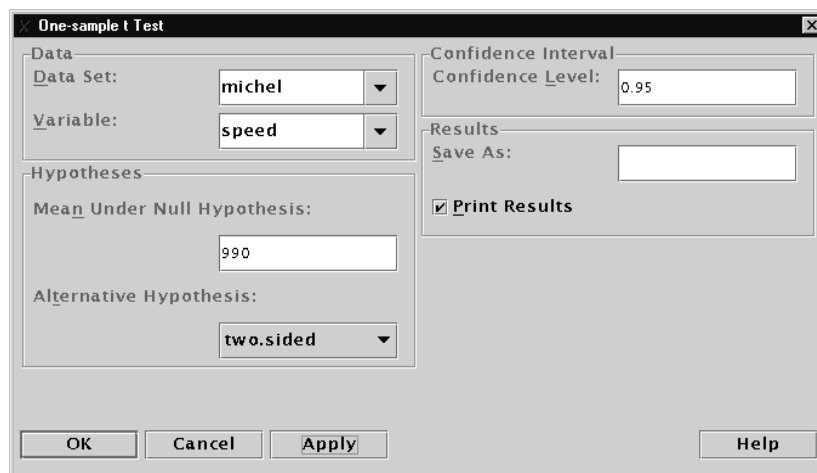 One-sample t Test
Data
Data Set:
michel
Variable:
speed
Hypotheses
Mean Under Null Hypothesis:
990
Alternative Hypothesis:
two.sided
Confidence Interval
Confidence Level:
0.95
Results
Save As:
Print Results
OK
Cancel
Apply
Help